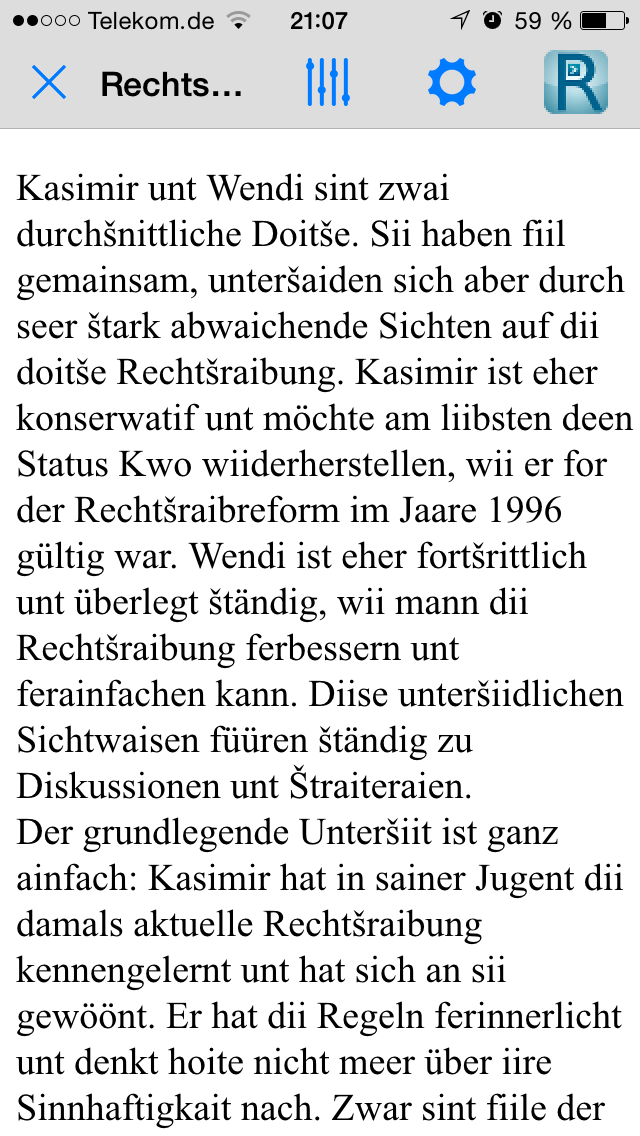 Telekom.de 21:07 59 %
Rechts... R
Kasimir unt Wendi sint zwai
durchšnittliche Doitše. Sii haben fiil
gemainsam, unteršaiden sich aber durch
seer štark abwaichende Sichten auf dii
doitše Rechtšraibung. Kasimir ist eher
konserwatif unt möchte am liibsten deen
Status Kwo wiiderherstellen, wii er for
der Rechtšraibreform im Jaare 1996
gültig war. Wendi ist eher fortšrittlich
unt überlegt štändig, wii mann dii
Rechtšraibung ferbessern unt
ferainfachen kann. Diise unteršiidlichen
Sichtwaisen füüren štändig zu
Diskussionen unt Štraiteraien.
Der grundlegende Unteršiit ist ganz
ainfach: Kasimir hat in sainer Jugent dii
damals aktuelle Rechtšraibung
kennengelernt unt hat sich an sii
gewöönt. Er hat dii Regeln ferinnerlicht
unt denkt hoite nicht meer über iire
Sinnhaftigkait nach. Zwar sint fiile der